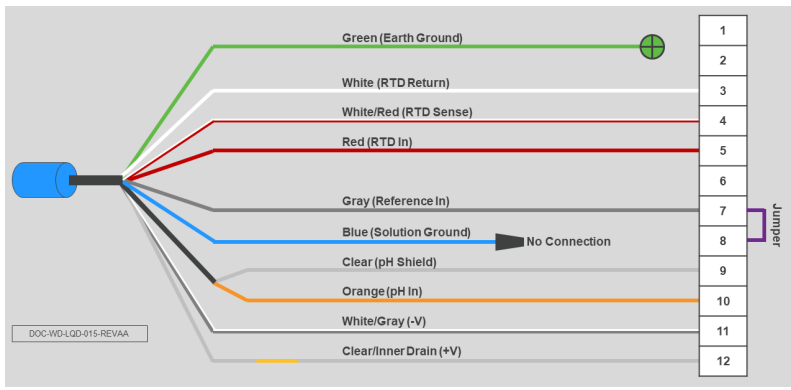 Green (Earth Ground)
1
2
White (RTD Return)
3
White/Red (RTD Sense)
4
Red (RTD In)
5
6
Gray (Reference In)
7
Blue (Solution Ground)
No Connection
8
Jumper
Clear (pH Shield)
9
Orange (pH In)
10
White/Gray (-V)
11
DOC-WD-LQD-015-REVAA
Clear/Inner Drain (+V)
12